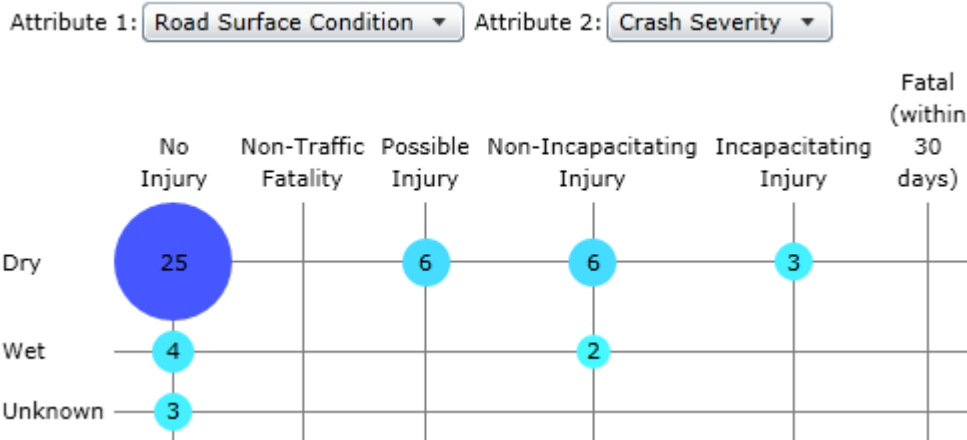 Attribute 1: Road Surface Condition Attribute 2: Crash Severity
Fatal
(within
No Non-Traffic Possible Non-Incapacitating Incapacitating 30
Injury Fatality Injury Injury Injury days)
Dry 25 6 6 3
Wet 4 2
Unknown 3